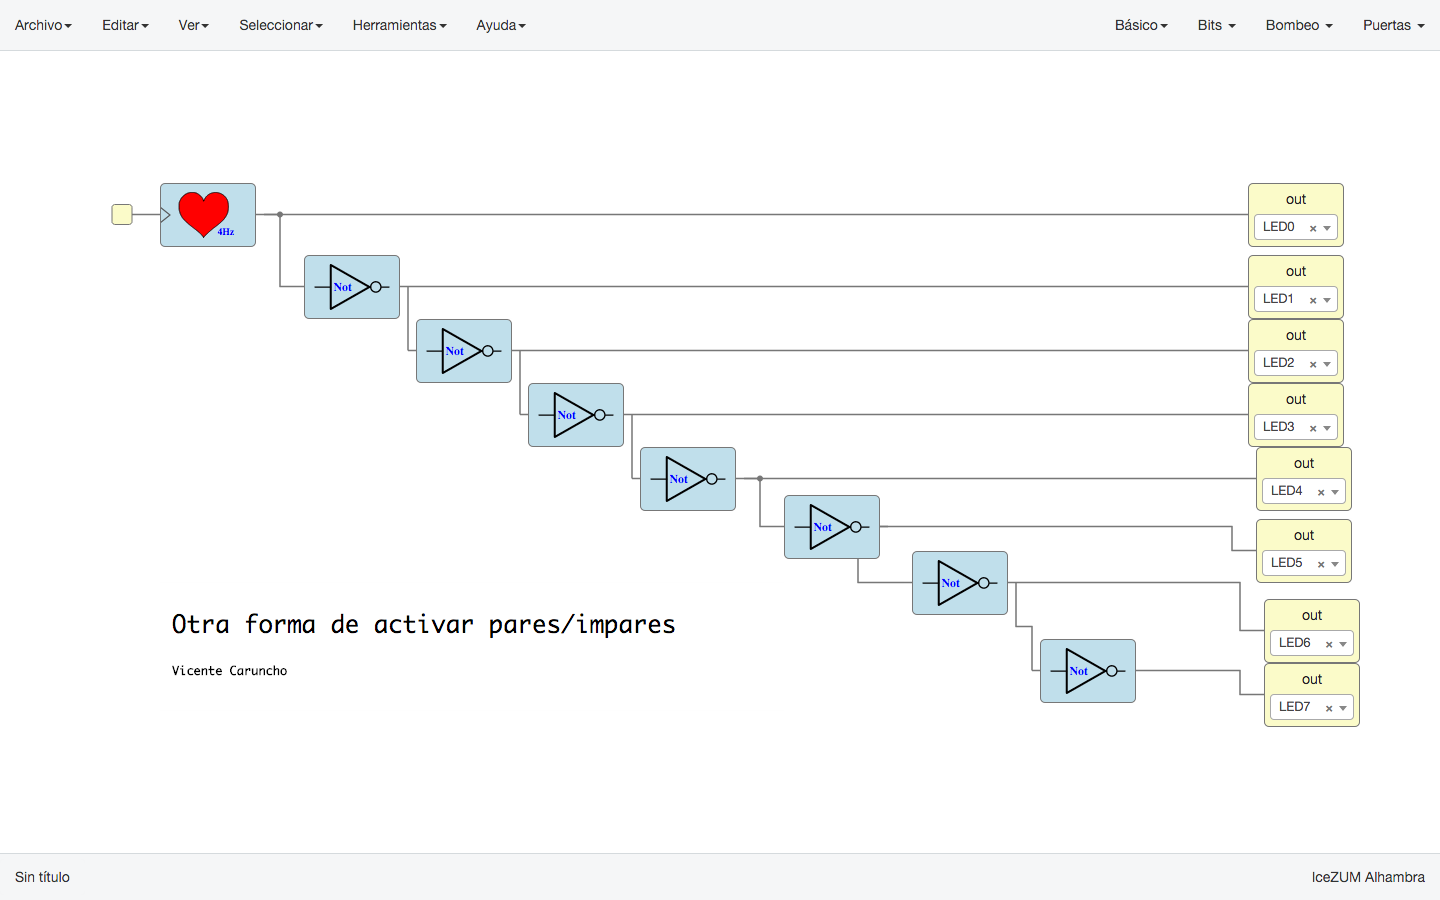 Archivo Editar Ver Seleccionar Herramientas Ayuda Básico Bits Bombeo Puertas
4Hz
out
LED0
Not
out
LED1
Not
out
LED2
Not
out
LED3
Not
out
LED4
Not
out
LED5
Not
out
LED6
Not
out
LED7
Otra forma de activar pares/impares
Vicente Caruncho
Sin título
IceZUM Alhambra